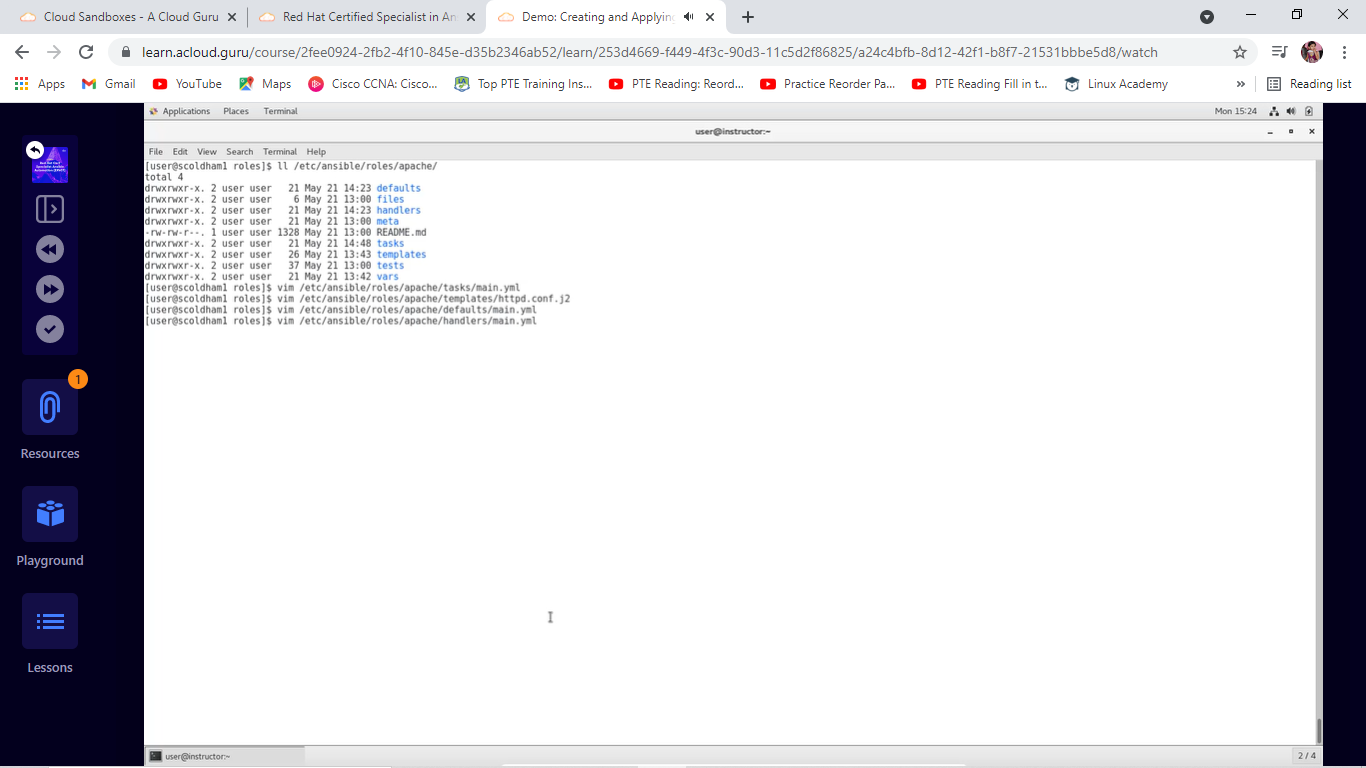 Cloud Sandboxes - A Cloud Guru
Red Hat Certified Specialist in An
Demo: Creating and Applying
learn.acloud.guru/course/2fee0924-2fb2-4f10-845e-d35b2346ab52/learn/253d4669-f449-4f3c-90d3-11c5d2f86825/a24c4bfb-8d12-42f1-b8f7-21531bbbe5d8/watch
Apps Gmail YouTube Maps Cisco CCNA: Cisco... Top PTE Training Ins... PTE Reading: Reord... Practice Reorder Pa... PTE Reading Fill in t... Linux Academy » Reading list
Applications Places Terminal Mon 15:24
user@instructor:~
File Edit View Search Terminal Help
[user@scoldham1 roles]$ ll /etc/ansible/roles/apache/
total 4
drwxrwxr-x. 2 user user 21 May 21 14:23 defaults
drwxrwxr-x. 2 user user 6 May 21 13:00 files
drwxrwxr-x. 2 user user 21 May 21 14:23 handlers
drwxrwxr-x. 2 user user 21 May 21 13:00 meta
-rw-rw-r--. 1 user user 1328 May 21 13:00 README.md
drwxrwxr-x. 2 user user 21 May 21 14:48 tasks
drwxrwxr-x. 2 user user 26 May 21 13:43 templates
drwxrwxr-x. 2 user user 37 May 21 13:00 tests
drwxrwxr-x. 2 user user 21 May 21 13:42 vars
[user@scoldham1 roles]$ vim /etc/ansible/roles/apache/tasks/main.yml
[user@scoldham1 roles]$ vim /etc/ansible/roles/apache/templates/httpd.conf.j2
[user@scoldham1 roles]$ vim /etc/ansible/roles/apache/defaults/main.yml
[user@scoldham1 roles]$ vim /etc/ansible/roles/apache/handlers/main.yml
1
Resources
Playground
Lessons
user@instructor:~
2 / 4